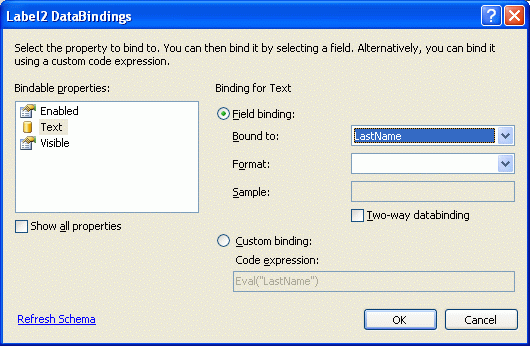 Label2 DataBindings
Select the property to bind to. You can then bind it by selecting a field. Alternatively, you can bind it
using a custom code expression.
Bindable properties:
Enabled
Text
Visible
Show all properties
Binding for Text
Field binding:
Bound to:
LastName
Format:
Sample:
Two-way databinding
Custom binding:
Code expression:
Eval("LastName")
Refresh Schema
OK
Cancel